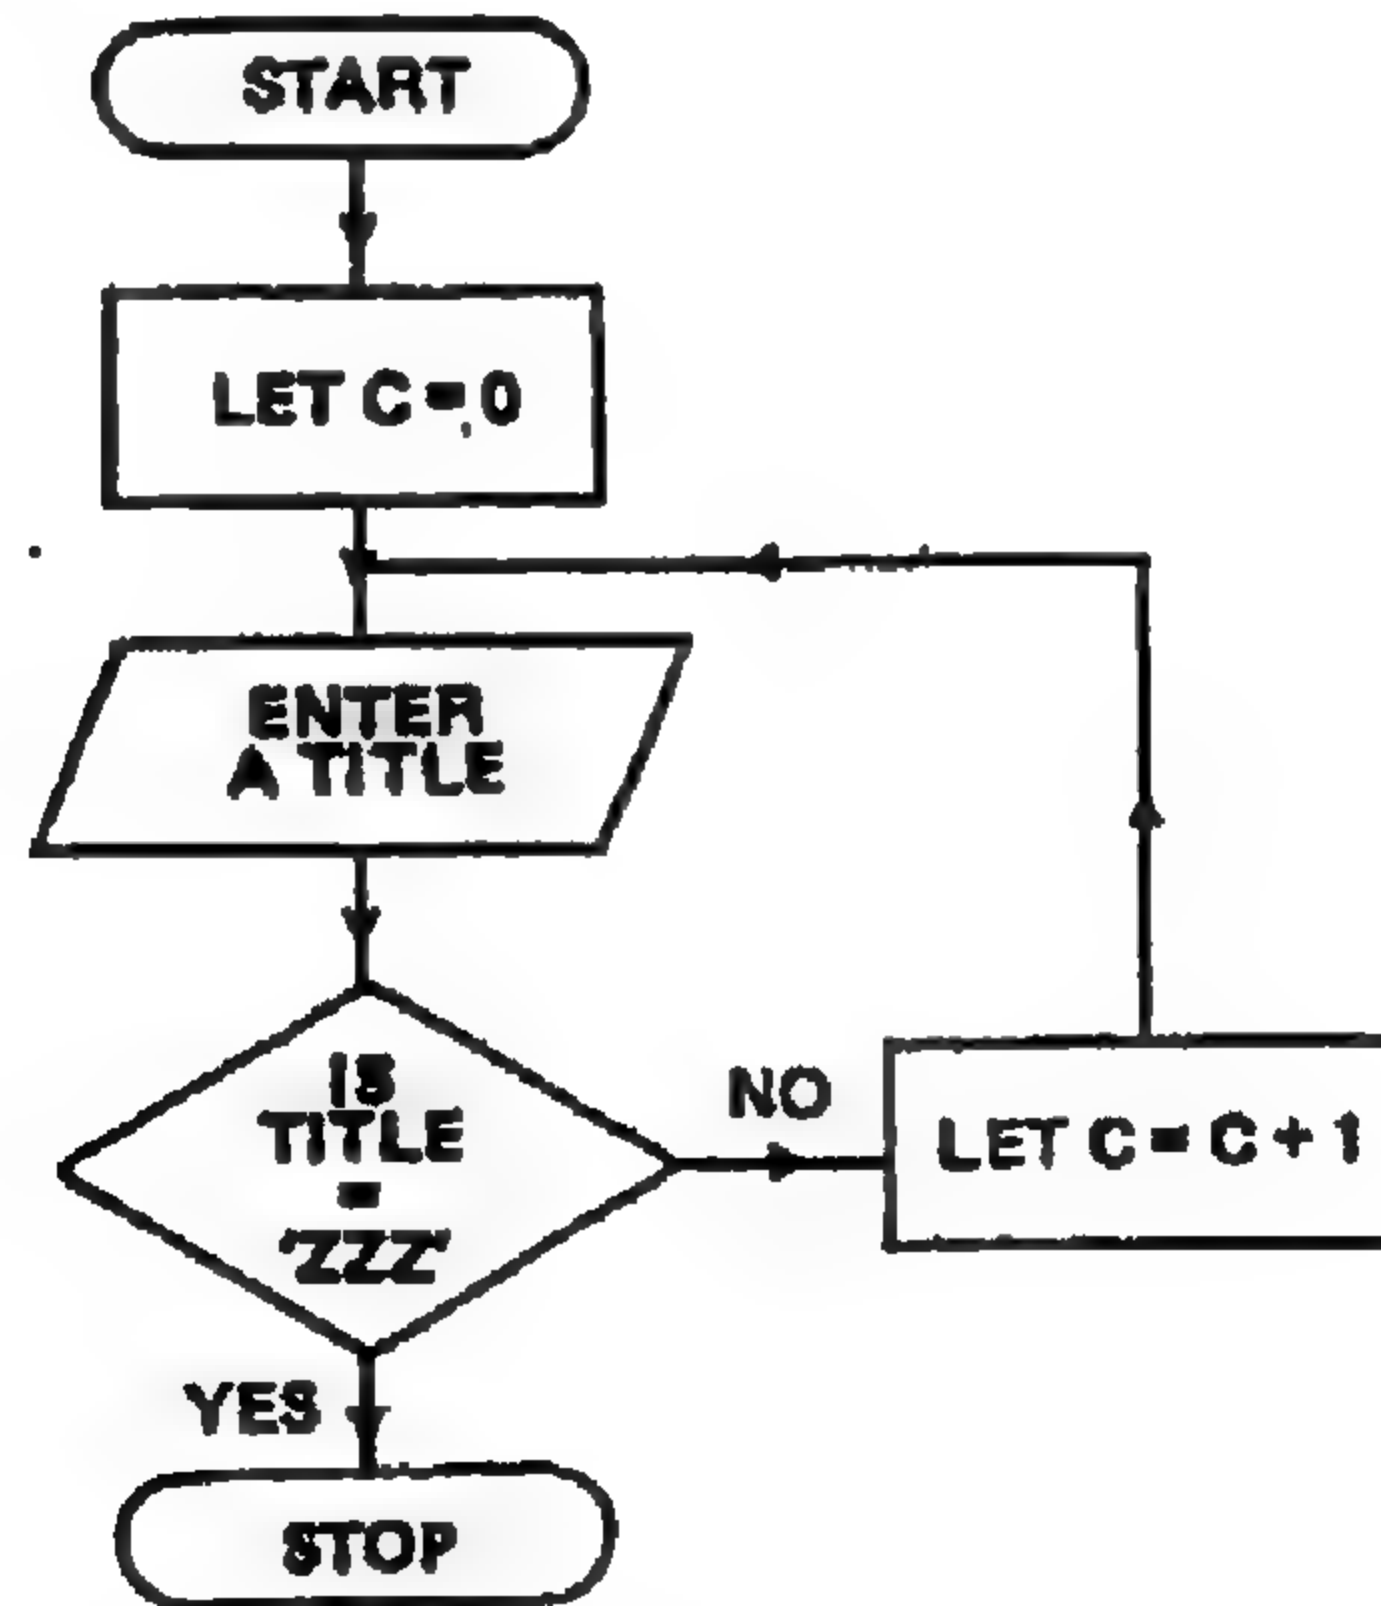 START
LET C = 0
ENTER
A TITLE
IS
TITLE
=
'ZZZ'
NO
LET C = C + 1
YES
STOP